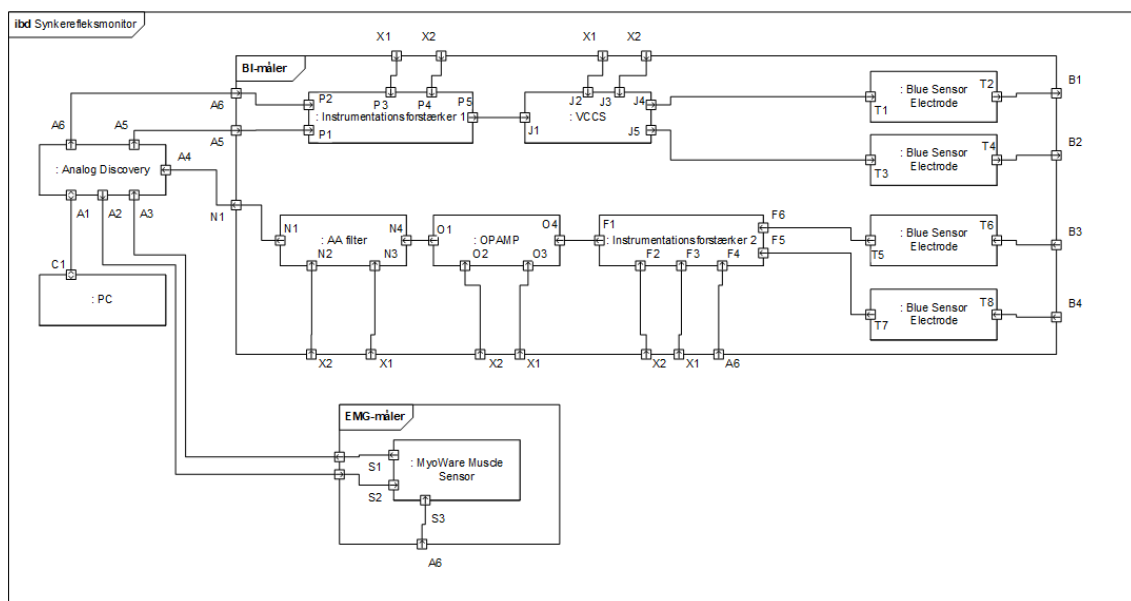 ibd Synkerefleksmonitor
X1
X2
X1
X2
BI-måler
B1
A6
P2
P3
P4
P5
: Instrumentationsforstærker 1
P1
J2
J3
J4
: VCCS
J1
J5
: Blue Sensor
Electrode
T2
T1
A6
A5
A5
B2
: Blue Sensor
Electrode
T4
T3
A4
: Analog Discovery
A1
A2
A3
N1
N1
: AA filter
N4
N2
N3
O1
O4
: OPAMP
O2
O3
F1
: Instrumentationsforstærker 2
F2
F3
F4
F6
F5
: Blue Sensor
Electrode
T6
T5
B3
C1
: PC
: Blue Sensor
Electrode
T8
T7
B4
X2
X1
X2
X1
X2
X1
A6
EMG-måler
S1
: MyoWare Muscle
Sensor
S2
S3
A6